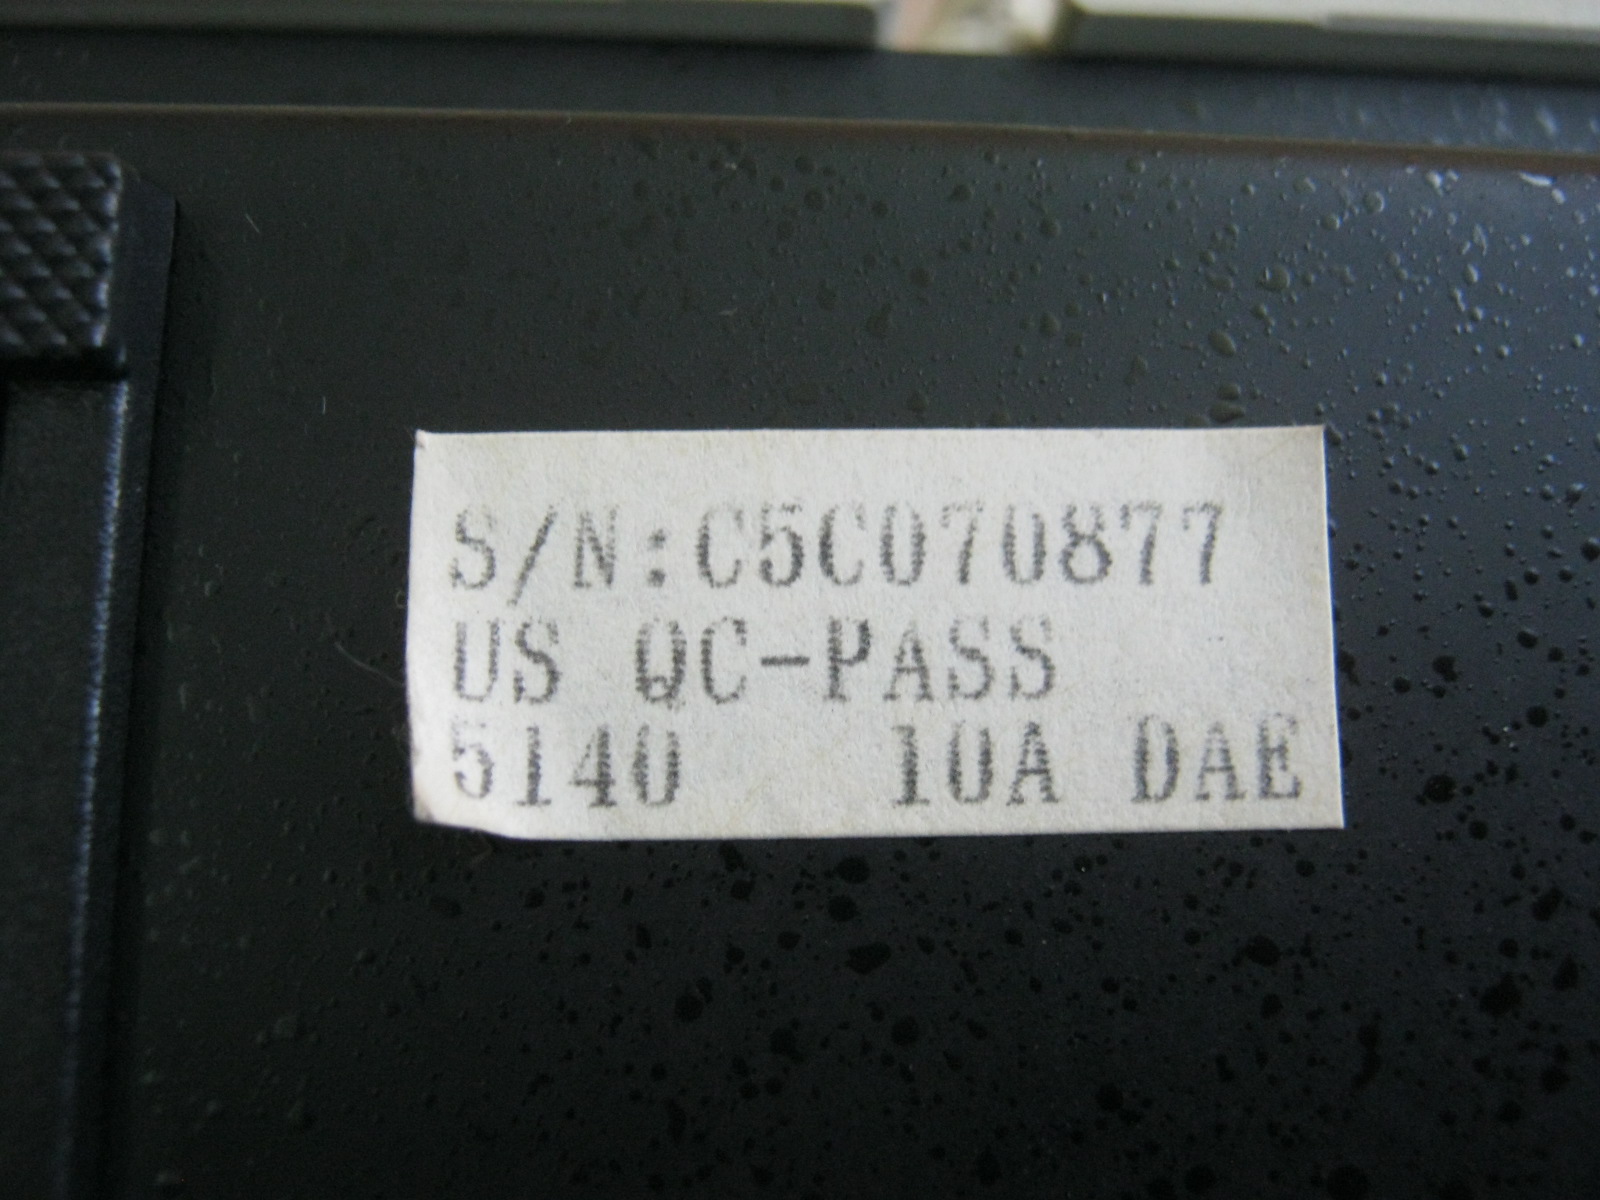 S/N:C5C070877
US QC-PASS
5140 10A DAE